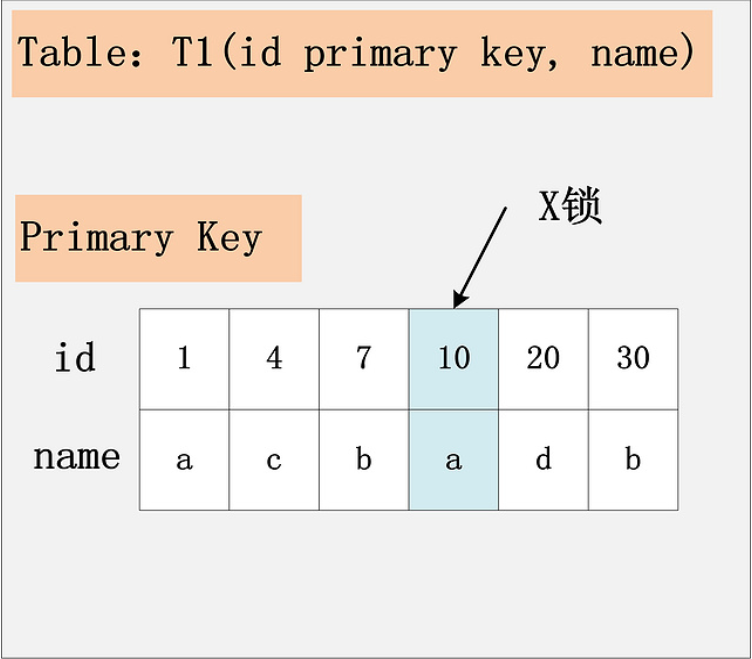 Table：T1(id primary key, name)
X锁
Primary Key
id 1 4 7 10 20 30
name a c b a d b